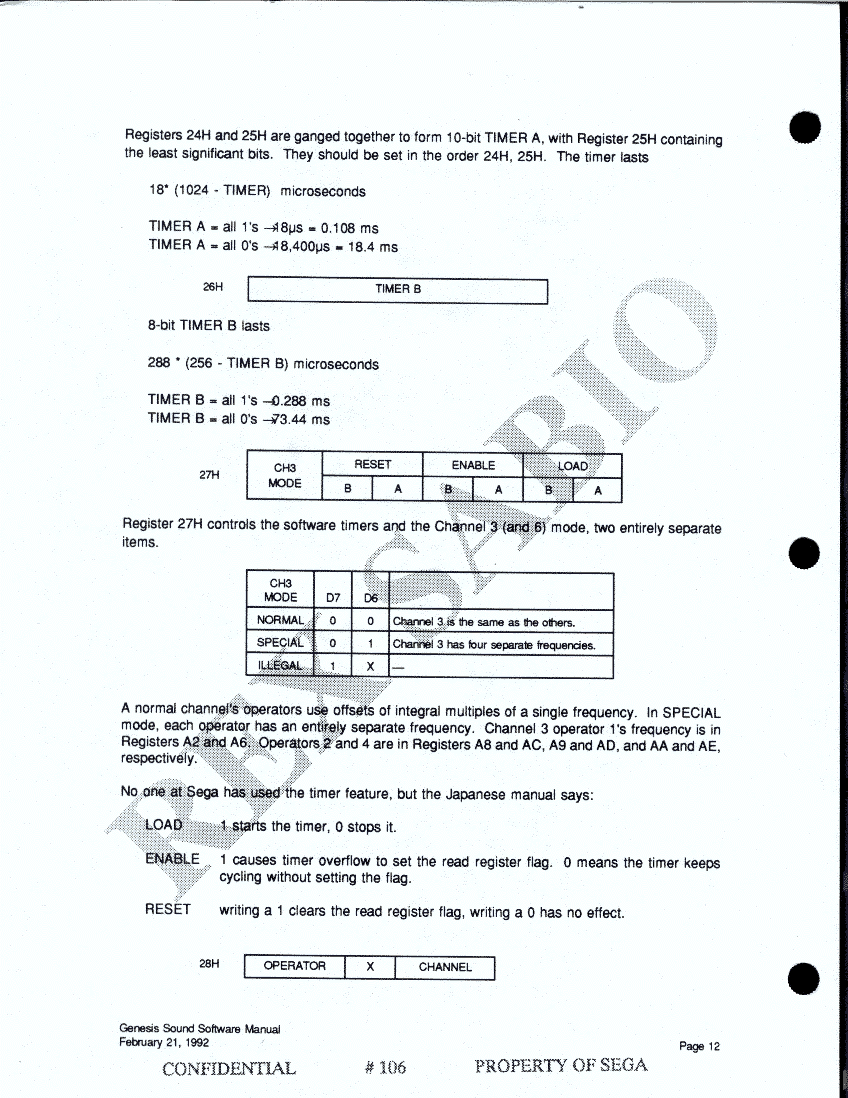 Registers 24H and 25H are ganged together to form 10-bit TIMER A, with Register 25H containing
the least significant bits. They should be set in the order 24H, 25H. The timer lasts
18* (1024 - TIMER) microseconds
TIMER A = all 1's →18µs = 0.108 ms
TIMER A = all 0's →18,400µs = 18.4 ms
26H TIMER B
8-bit TIMER B lasts
288 * (256 - TIMER B) microseconds
TIMER B = all 1's →0.288 ms
TIMER B = all 0's →73.44 ms
27H CH3 MODE RESET ENABLE LOAD
B A B A B A
Register 27H controls the software timers and the Channel 3 (and 6) mode, two entirely separate
items.
CH3
MODE D7 D6
NORMAL 0 0 Channel 3 is the same as the others.
SPECIAL 0 1 Channel 3 has four separate frequencies.
ILLEGAL 1 X —
A normal channel's operators use offsets of integral multiples of a single frequency. In SPECIAL
mode, each operator has an entirely separate frequency. Channel 3 operator 1's frequency is in
Registers A2 and A6. Operators 2 and 4 are in Registers A8 and AC, A9 and AD, and AA and AE,
respectively.
No one at Sega has used the timer feature, but the Japanese manual says:
LOAD 1 starts the timer, 0 stops it.
ENABLE 1 causes timer overflow to set the read register flag. 0 means the timer keeps
cycling without setting the flag.
RESET writing a 1 clears the read register flag, writing a 0 has no effect.
28H OPERATOR X CHANNEL
Genesis Sound Software Manual
February 21, 1992
Page 12
CONFIDENTIAL # 106 PROPERTY OF SEGA
REX SABIO